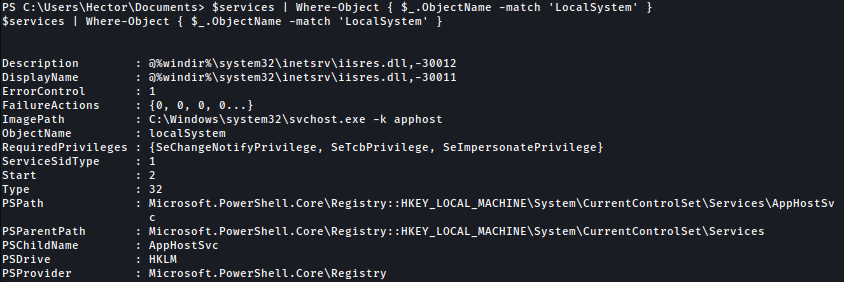 PS C:\Users\Hector\Documents> $services | Where-Object { $_.ObjectName -match 'LocalSystem' }
$services | Where-Object { $_.ObjectName -match 'LocalSystem' }
Description : @%windir%\system32\inetsrv\iisres.dll,-30012
DisplayName : @%windir%\system32\inetsrv\iisres.dll,-30011
ErrorControl : 1
FailureActions : {0, 0, 0, 0...}
ImagePath : C:\Windows\system32\svchost.exe -k apphost
ObjectName : localSystem
RequiredPrivileges : {SeChangeNotifyPrivilege, SeTcbPrivilege, SeImpersonatePrivilege}
ServiceSidType : 1
Start : 2
Type : 32
PSPath : Microsoft.PowerShell.Core\Registry::HKEY_LOCAL_MACHINE\System\CurrentControlSet\Services\AppHostSv
c
PSParentPath : Microsoft.PowerShell.Core\Registry::HKEY_LOCAL_MACHINE\System\CurrentControlSet\Services
PSChildName : AppHostSvc
PSDrive : HKLM
PSProvider : Microsoft.PowerShell.Core\Registry